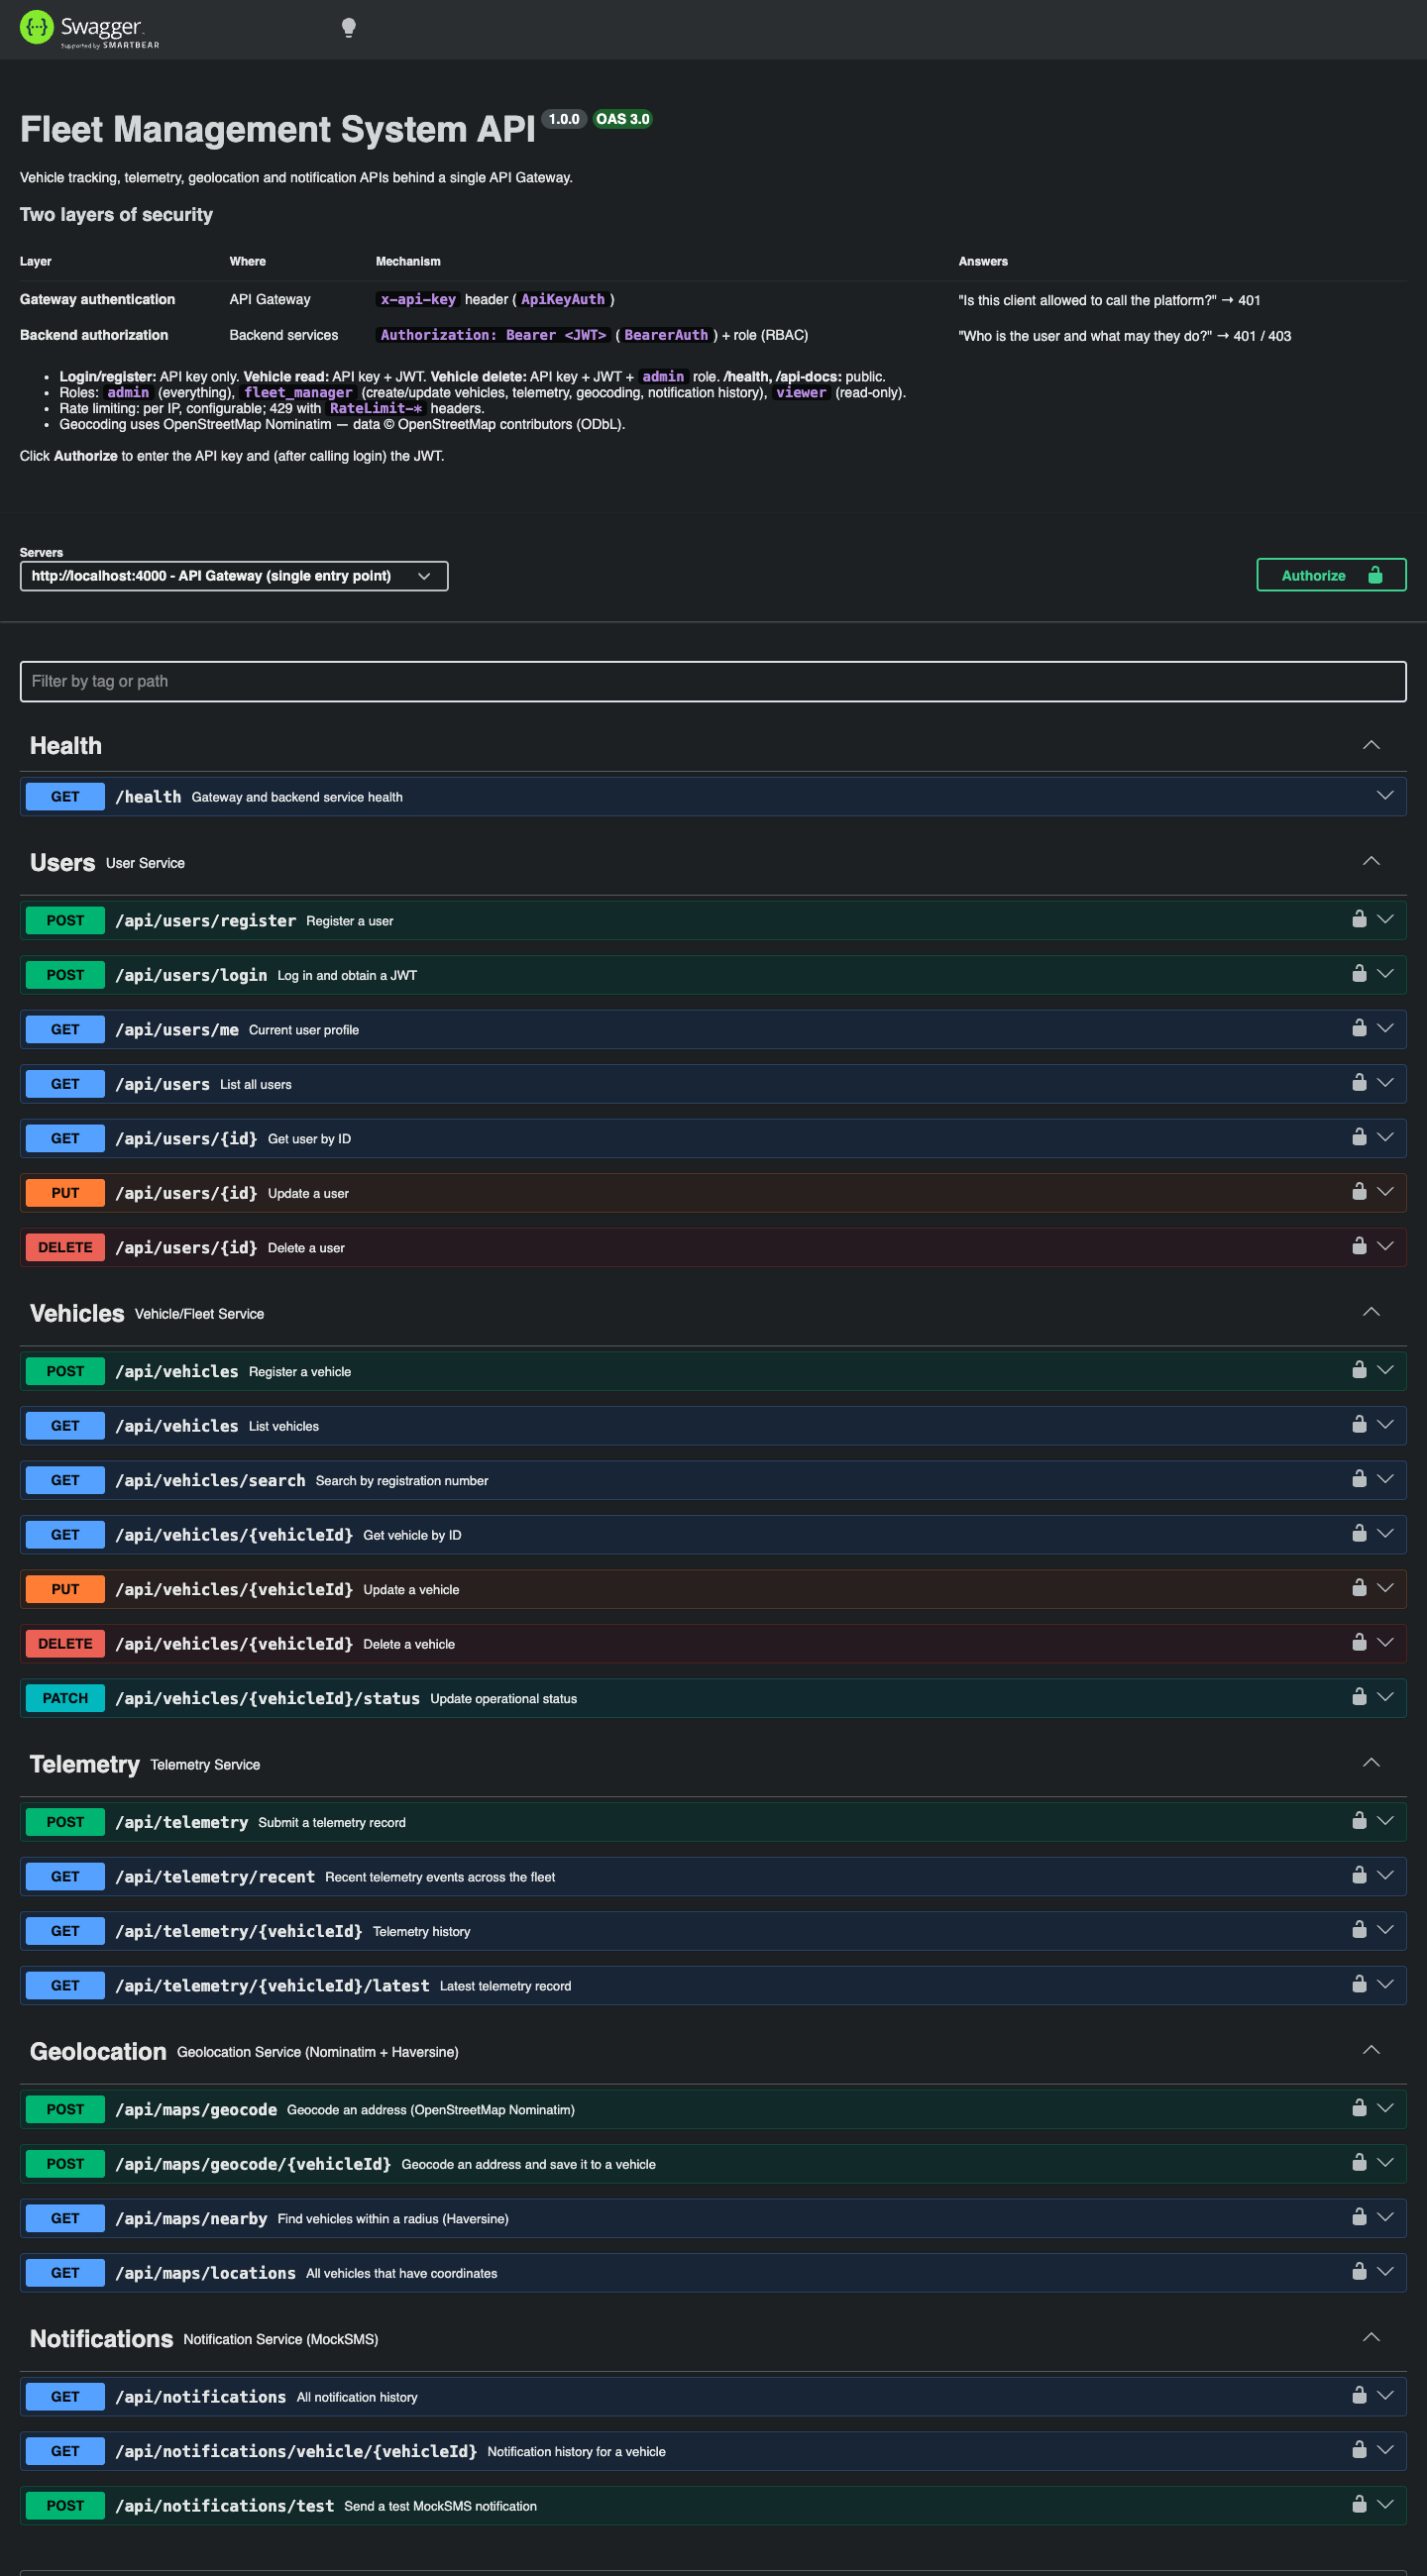 Swagger
Supported by SMARTBEAR
Fleet Management System API 1.0.0 OAS 3.0
Vehicle tracking, telemetry, geolocation and notification APIs behind a single API Gateway.
Two layers of security
Layer Where Mechanism Answers
Gateway authentication API Gateway x-api-key header ( ApiKeyAuth ) "Is this client allowed to call the platform?" → 401
Backend authorization Backend services Authorization: Bearer <JWT> ( BearerAuth ) + role (RBAC) "Who is the user and what may they do?" → 401 / 403
• Login/register: API key only. Vehicle read: API key + JWT. Vehicle delete: API key + JWT + admin role. /health, /api-docs: public.
• Roles: admin (everything), fleet_manager (create/update vehicles, telemetry, geocoding, notification history), viewer (read-only).
• Rate limiting: per IP, configurable; 429 with RateLimit-* headers.
• Geocoding uses OpenStreetMap Nominatim — data © OpenStreetMap contributors (ODbL).
Click Authorize to enter the API key and (after calling login) the JWT.
Servers
http://localhost:4000 - API Gateway (single entry point)
Authorize
Filter by tag or path
Health
GET /health Gateway and backend service health
Users User Service
POST /api/users/register Register a user
POST /api/users/login Log in and obtain a JWT
GET /api/users/me Current user profile
GET /api/users List all users
GET /api/users/{id} Get user by ID
PUT /api/users/{id} Update a user
DELETE /api/users/{id} Delete a user
Vehicles Vehicle/Fleet Service
POST /api/vehicles Register a vehicle
GET /api/vehicles List vehicles
GET /api/vehicles/search Search by registration number
GET /api/vehicles/{vehicleId} Get vehicle by ID
PUT /api/vehicles/{vehicleId} Update a vehicle
DELETE /api/vehicles/{vehicleId} Delete a vehicle
PATCH /api/vehicles/{vehicleId}/status Update operational status
Telemetry Telemetry Service
POST /api/telemetry Submit a telemetry record
GET /api/telemetry/recent Recent telemetry events across the fleet
GET /api/telemetry/{vehicleId} Telemetry history
GET /api/telemetry/{vehicleId}/latest Latest telemetry record
Geolocation Geolocation Service (Nominatim + Haversine)
POST /api/maps/geocode Geocode an address (OpenStreetMap Nominatim)
POST /api/maps/geocode/{vehicleId} Geocode an address and save it to a vehicle
GET /api/maps/nearby Find vehicles within a radius (Haversine)
GET /api/maps/locations All vehicles that have coordinates
Notifications Notification Service (MockSMS)
GET /api/notifications All notification history
GET /api/notifications/vehicle/{vehicleId} Notification history for a vehicle
POST /api/notifications/test Send a test MockSMS notification